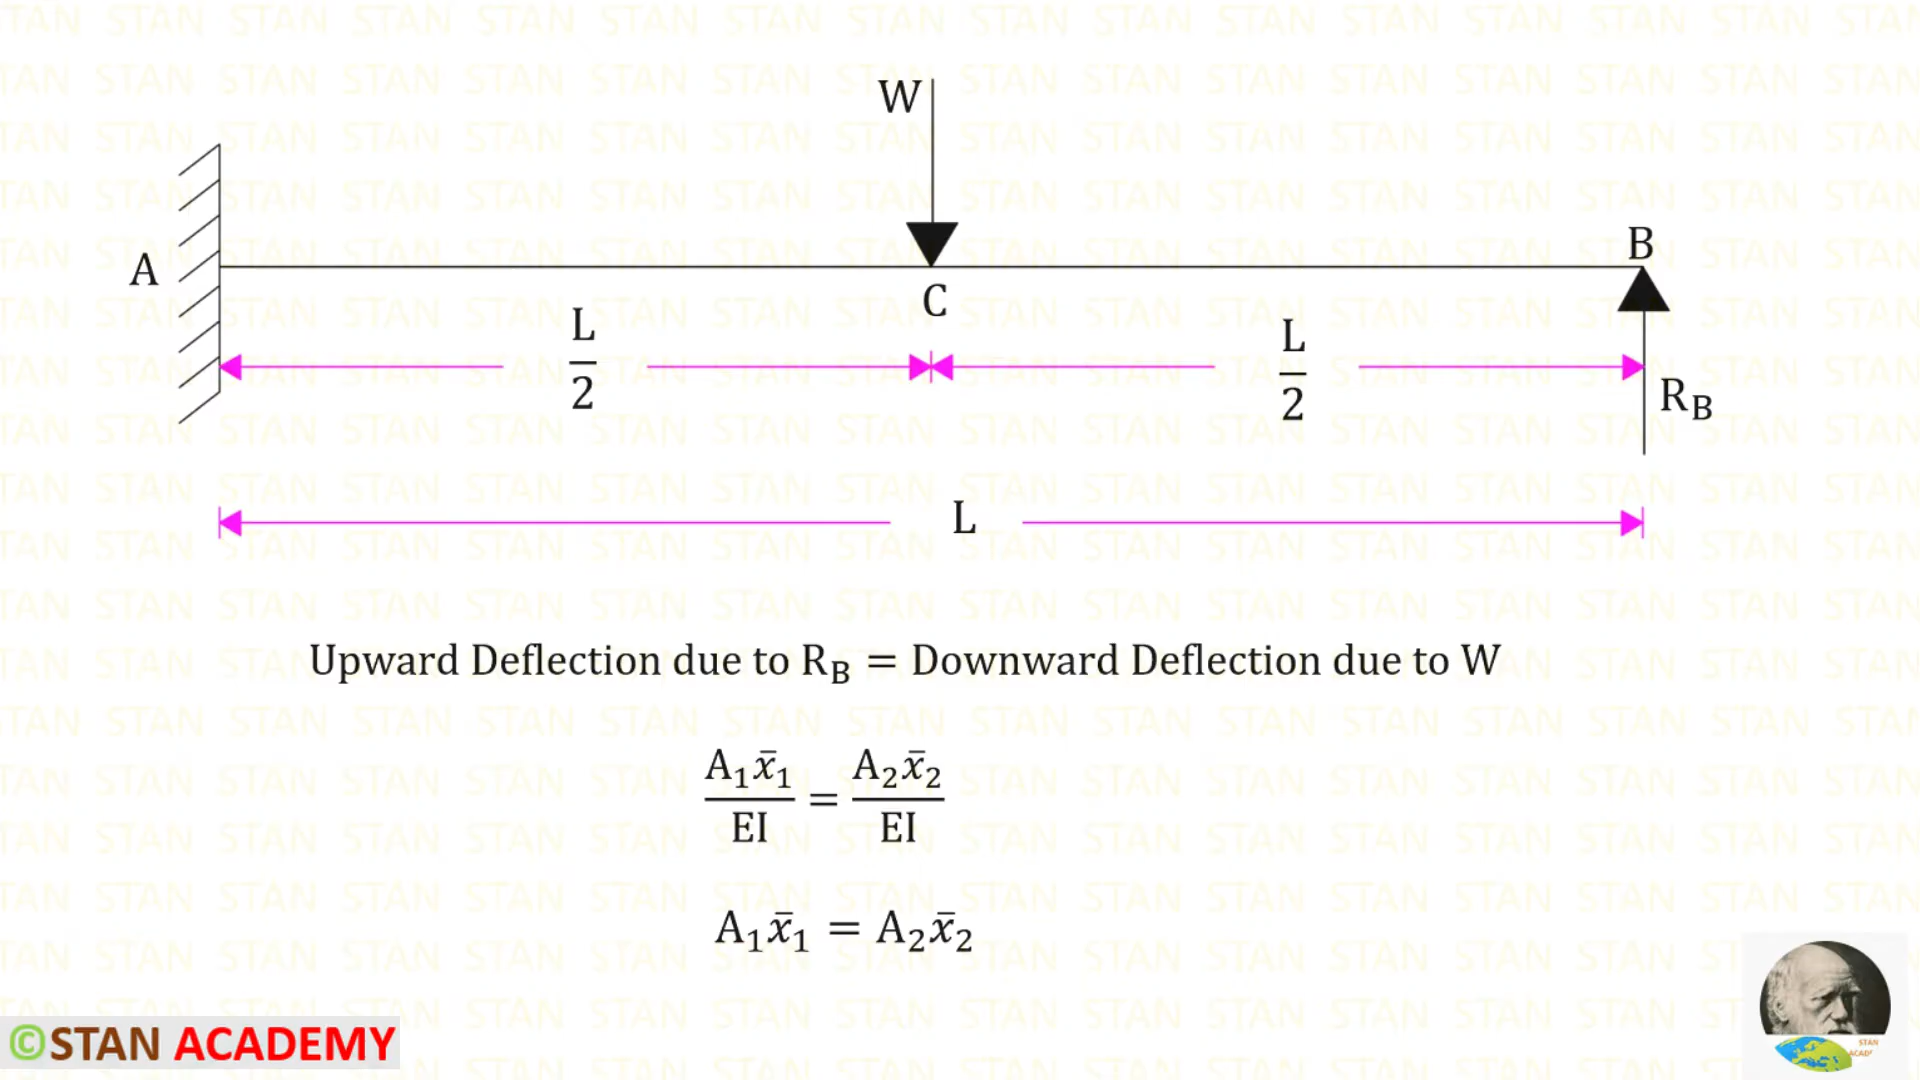 W
A
B
C
L/2
L/2
R_B
L
Upward Deflection due to R_B = Downward Deflection due to W
A₁x̄₁/EI = A₂x̄₂/EI
A₁x̄₁ = A₂x̄₂
©STAN ACADEMY
STAN